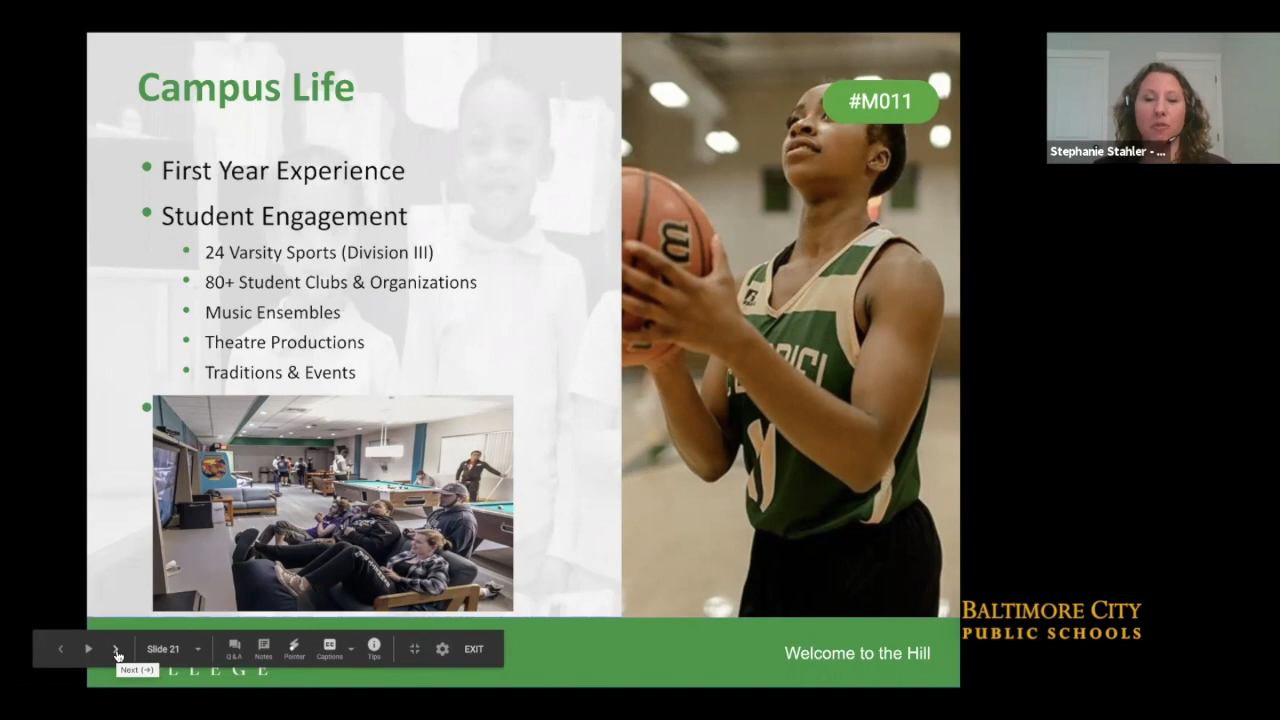 Campus Life
#M011
• First Year Experience
• Student Engagement
• 24 Varsity Sports (Division III)
• 80+ Student Clubs & Organizations
• Music Ensembles
• Theatre Productions
• Traditions & Events
Stephanie Stahler - ...
BALTIMORE CITY
PUBLIC SCHOOLS
Slide 21
Q&A
Notes
Pointer
Captions
Tips
EXIT
Next (→)
LLEGE
Welcome to the Hill